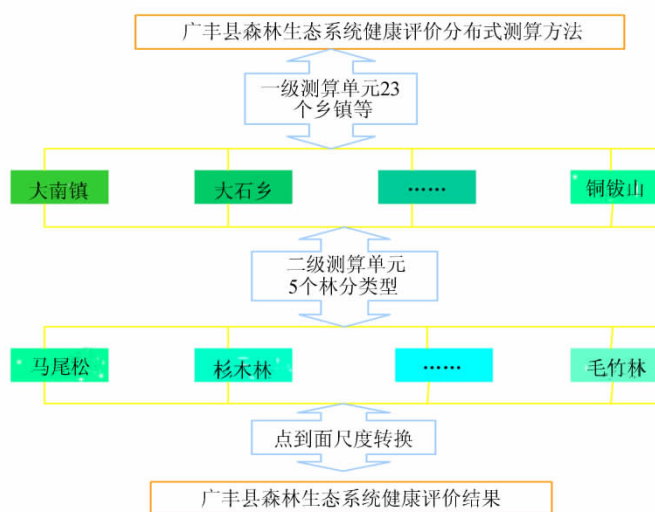 广丰县森林生态系统健康评价分布式测算方法
一级测算单元23
个乡镇等
大南镇
大石乡
……
铜钹山
二级测算单元
5个林分类型
马尾松
杉木林
……
毛竹林
点到面尺度转换
广丰县森林生态系统健康评价结果